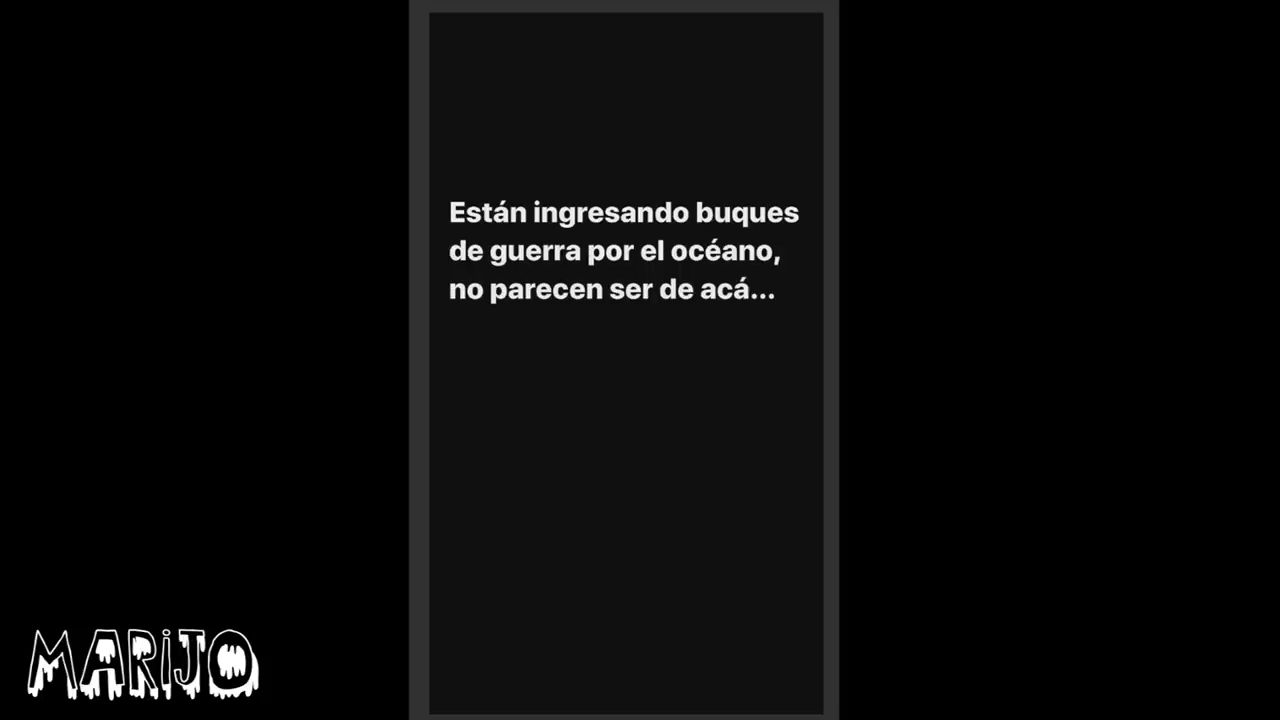 Están ingresando buques
de guerra por el océano,
no parecen ser de acá...
MARiJO